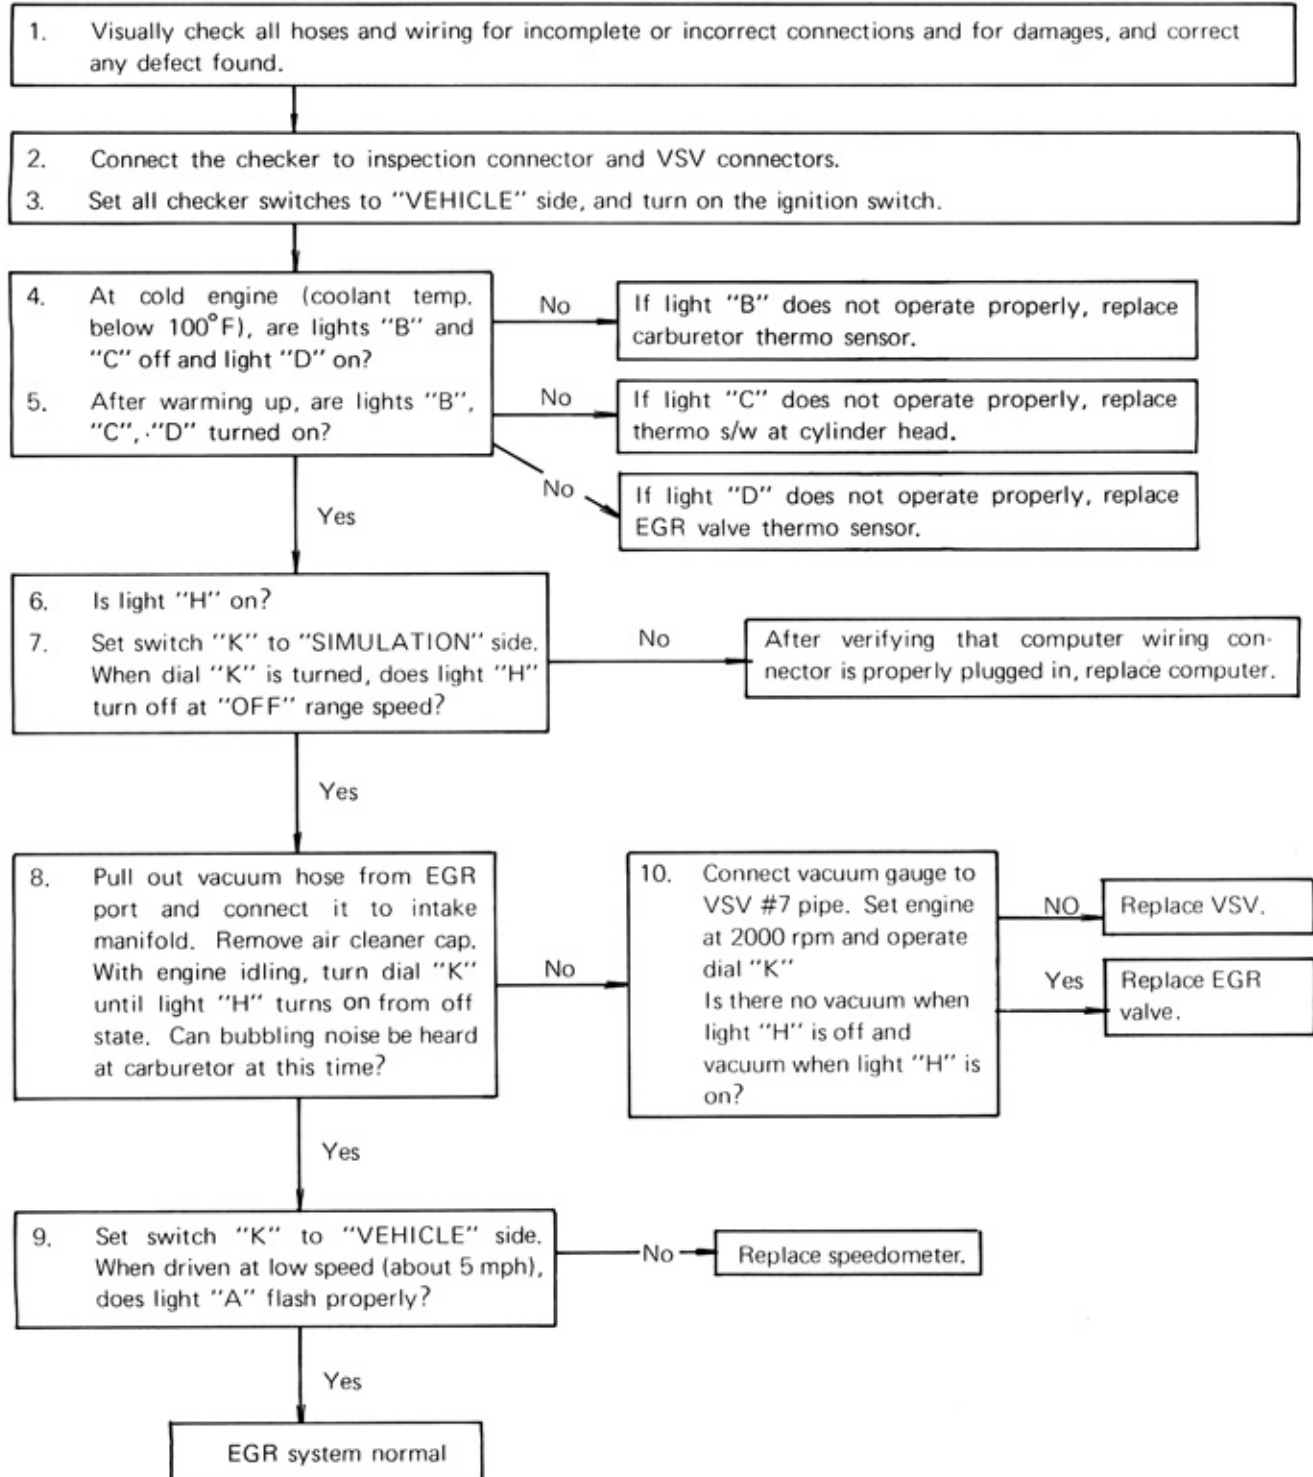 1. Visually check all hoses and wiring for incomplete or incorrect connections and for damages, and correct
any defect found.
2. Connect the checker to inspection connector and VSV connectors.
3. Set all checker switches to "VEHICLE" side, and turn on the ignition switch.
4. At cold engine (coolant temp.
below 100°F), are lights "B" and
"C" off and light "D" on?
5. After warming up, are lights "B",
"C", "D" turned on?
No
If light "B" does not operate properly, replace
carburetor thermo sensor.
No
If light "C" does not operate properly, replace
thermo s/w at cylinder head.
No
If light "D" does not operate properly, replace
EGR valve thermo sensor.
Yes
6. Is light "H" on?
7. Set switch "K" to "SIMULATION" side.
When dial "K" is turned, does light "H"
turn off at "OFF" range speed?
No
After verifying that computer wiring con-
nector is properly plugged in, replace computer.
Yes
8. Pull out vacuum hose from EGR
port and connect it to intake
manifold. Remove air cleaner cap.
With engine idling, turn dial "K"
until light "H" turns on from off
state. Can bubbling noise be heard
at carburetor at this time?
No
10. Connect vacuum gauge to
VSV #7 pipe. Set engine
at 2000 rpm and operate
dial "K"
Is there no vacuum when
light "H" is off and
vacuum when light "H" is
on?
NO
Replace VSV.
Yes
Replace EGR
valve.
Yes
9. Set switch "K" to "VEHICLE" side.
When driven at low speed (about 5 mph),
does light "A" flash properly?
No
Replace speedometer.
Yes
EGR system normal